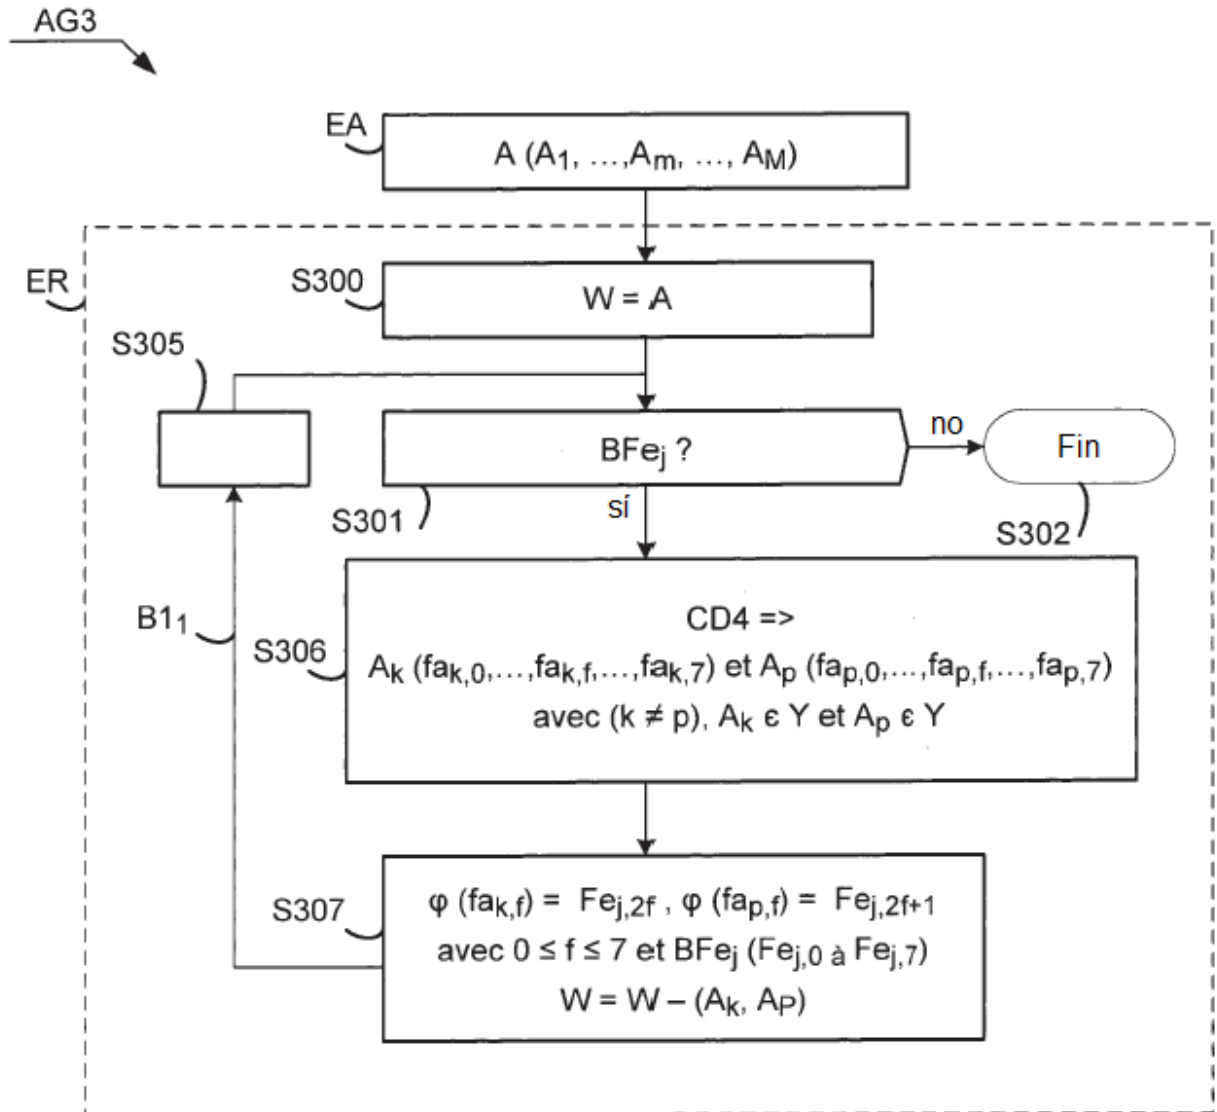 AG3
EA
A (A₁, ...,Aₘ, ..., A_M)
ER
S300
W = A
S305
BFeⱼ ?
no
Fin
S301
sí
S302
B1₁
S306
CD4 =>
Aₖ (faₖ,₀,...,faₖ,f,...,faₖ,₇) et Aₚ (faₚ,₀,...,faₚ,f,...,faₚ,₇)
avec (k ≠ p), Aₖ ϵ Y et Aₚ ϵ Y
S307
φ (faₖ,f) = Feⱼ,₂f , φ (faₚ,f) = Feⱼ,₂f₊₁
avec 0 ≤ f ≤ 7 et BFeⱼ (Feⱼ,₀ à Feⱼ,₇)
W = W – (Aₖ, A_P)